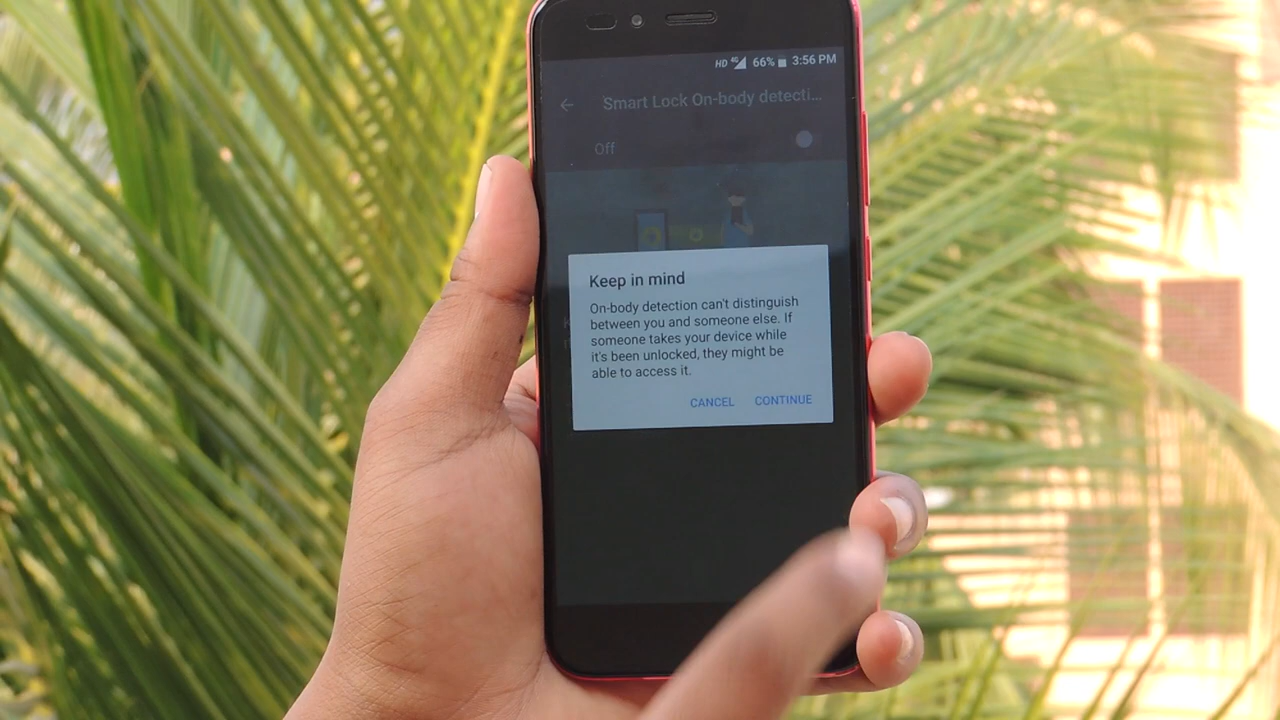 HD 4G 66% 3:56 PM
Smart Lock On-body detecti...
Off
Keep in mind
On-body detection can't distinguish
between you and someone else. If
someone takes your device while
it's been unlocked, they might be
able to access it.
CANCEL CONTINUE